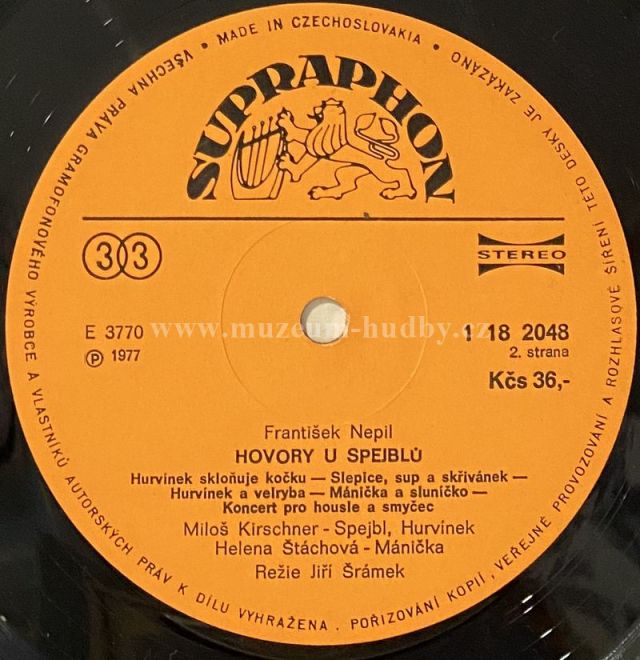 VŠECHNA PRÁVA GRAMOFONOVÉHO VÝROBCE A VLASTNÍKŮ AUTORSKÝCH PRÁV K DÍLU VYHRAŽENA . POŘIZOVÁNÍ KOPIÍ, VEŘEJNÉ PROVOZOVÁNÍ A ROZHLASOVÉ ŠÍŘENÍ TÉTO DESKY JE ZAKÁZÁNO • MADE IN CZECHOSLOVAKIA •
SUPRAPHON
33
STEREO
www.muzeum-hudby.cz
E 3770
1 18 2048
Ⓟ 1977
2. strana
Kčs 36,-
František Nepil
HOVORY U SPEJBLŮ
Hurvínek skloňuje kočku — Slepice, sup a skřivánek —
Hurvínek a velryba — Mánička a sluníčko —
Koncert pro housle a smyčec
Miloš Kirschner - Spejbl, Hurvínek
Helena Štáchová - Mánička
Režie Jiří Šrámek